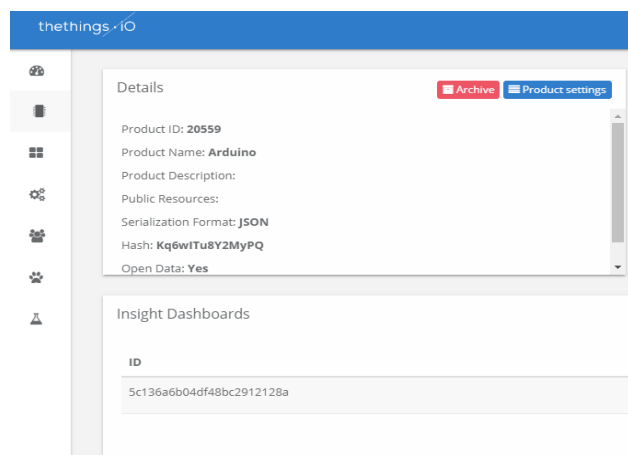 thethings.iO
Details
Archive
Product settings
Product ID: 20559
Product Name: Arduino
Product Description:
Public Resources:
Serialization Format: JSON
Hash: Kq6wITu8Y2MyPQ
Open Data: Yes
Insight Dashboards
ID
5c136a6b04df48bc2912128a